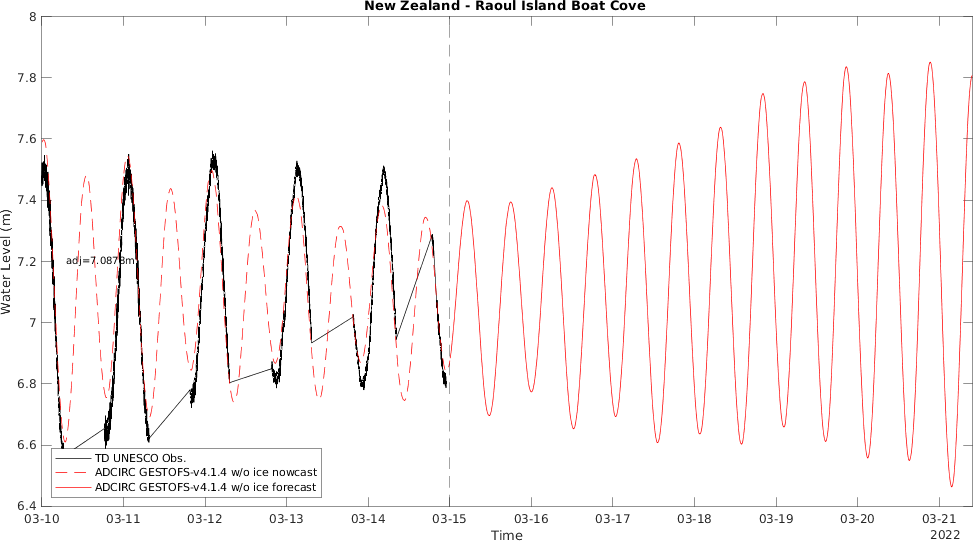 New Zealand - Raoul Island Boat Cove
Water Level (m)
8
7.8
7.6
7.4
7.2
7
6.8
6.6
6.4
adj=7.0878m
TD UNESCO Obs.
ADCIRC GESTOFS-v4.1.4 w/o ice nowcast
ADCIRC GESTOFS-v4.1.4 w/o ice forecast
03-10 03-11 03-12 03-13 03-14 03-15 03-16 03-17 03-18 03-19 03-20 03-21
2022
Time